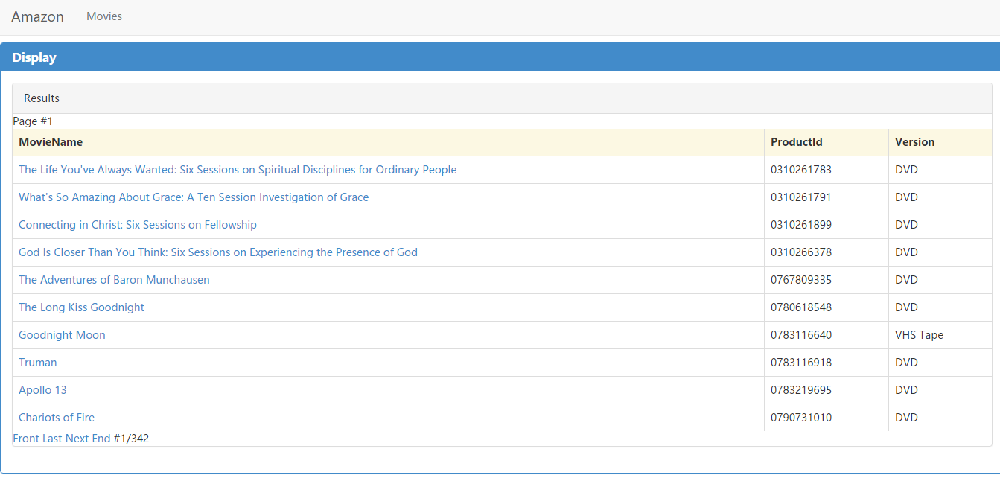 Amazon Movies
Display
Results
Page #1
MovieName ProductId Version
The Life You've Always Wanted: Six Sessions on Spiritual Disciplines for Ordinary People 0310261783 DVD
What's So Amazing About Grace: A Ten Session Investigation of Grace 0310261791 DVD
Connecting in Christ: Six Sessions on Fellowship 0310261899 DVD
God Is Closer Than You Think: Six Sessions on Experiencing the Presence of God 0310266378 DVD
The Adventures of Baron Munchausen 0767809335 DVD
The Long Kiss Goodnight 0780618548 DVD
Goodnight Moon 0783116640 VHS Tape
Truman 0783116918 DVD
Apollo 13 0783219695 DVD
Chariots of Fire 0790731010 DVD
Front Last Next End #1/342